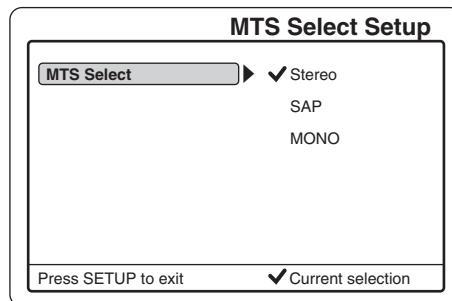 MTS Select Setup
MTS Select
Stereo
SAP
MONO
Press SETUP to exit
Current selection